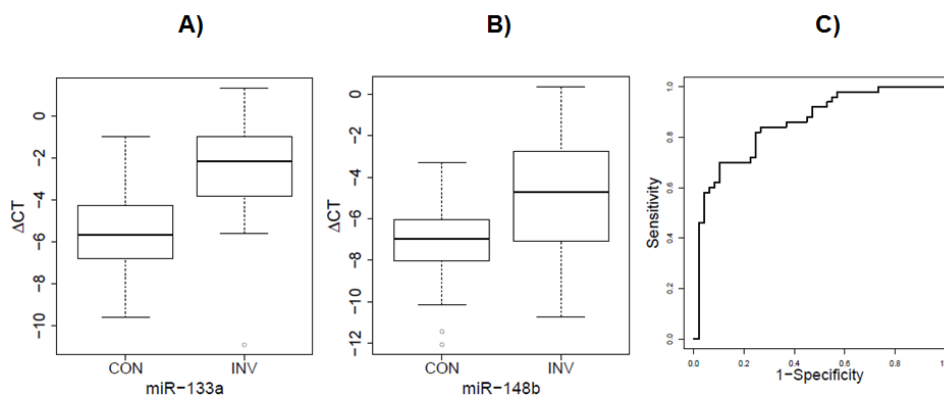 A)
B)
C)
ΔCT
0
−2
−4
−6
−8
−10
CON
INV
miR−133a
ΔCT
0
−2
−4
−6
−8
−10
−12
CON
INV
miR−148b
Sensitivity
1.0
0.8
0.6
0.4
0.2
0.0
0.0
0.2
0.4
0.6
0.8
1−Specificity